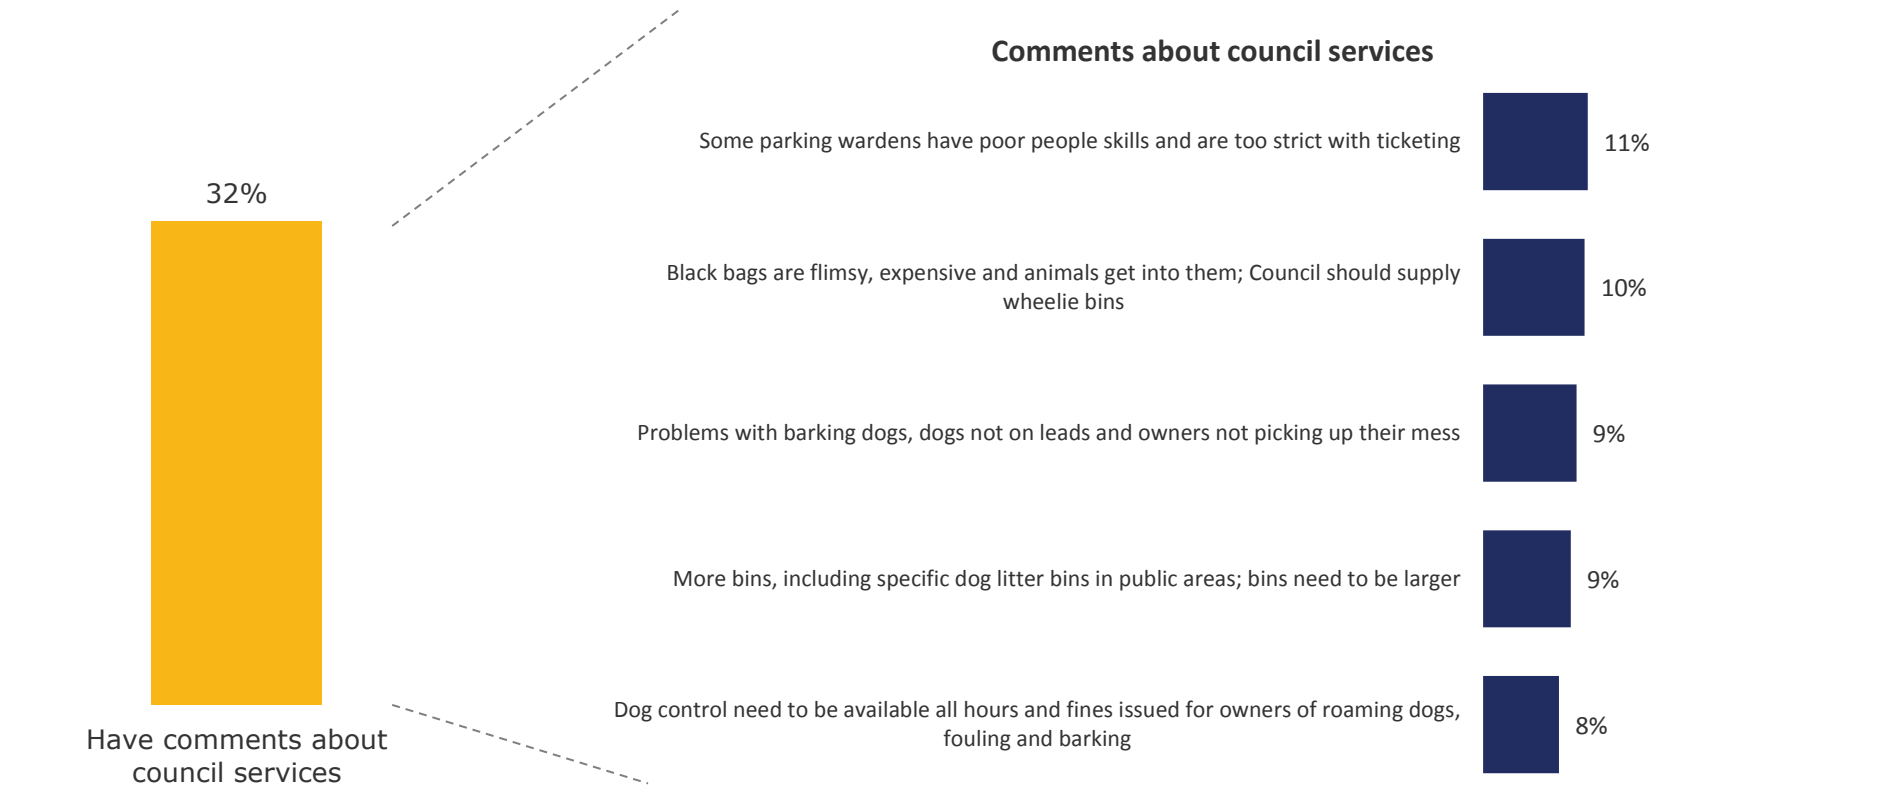 Comments about council services
32%
Have comments about
council services
Some parking wardens have poor people skills and are too strict with ticketing
11%
Black bags are flimsy, expensive and animals get into them; Council should supply
wheelie bins
10%
Problems with barking dogs, dogs not on leads and owners not picking up their mess
9%
More bins, including specific dog litter bins in public areas; bins need to be larger
9%
Dog control need to be available all hours and fines issued for owners of roaming dogs,
fouling and barking
8%